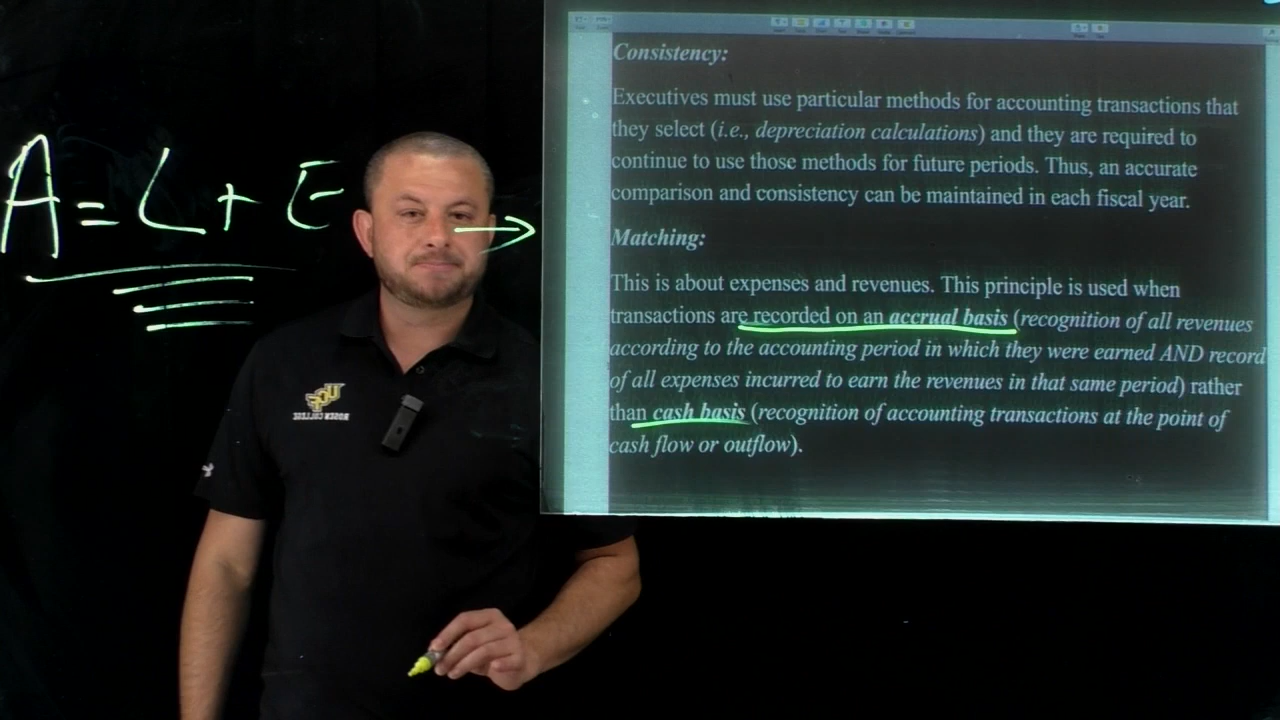 A = L + E
UCF
ROSEN COLLEGE
Consistency:
Executives must use particular methods for accounting transactions that
they select (i.e., depreciation calculations) and they are required to
continue to use those methods for future periods. Thus, an accurate
comparison and consistency can be maintained in each fiscal year.
Matching:
This is about expenses and revenues. This principle is used when
transactions are recorded on an accrual basis (recognition of all revenues
according to the accounting period in which they were earned AND record
of all expenses incurred to earn the revenues in that same period) rather
than cash basis (recognition of accounting transactions at the point of
cash flow or outflow).